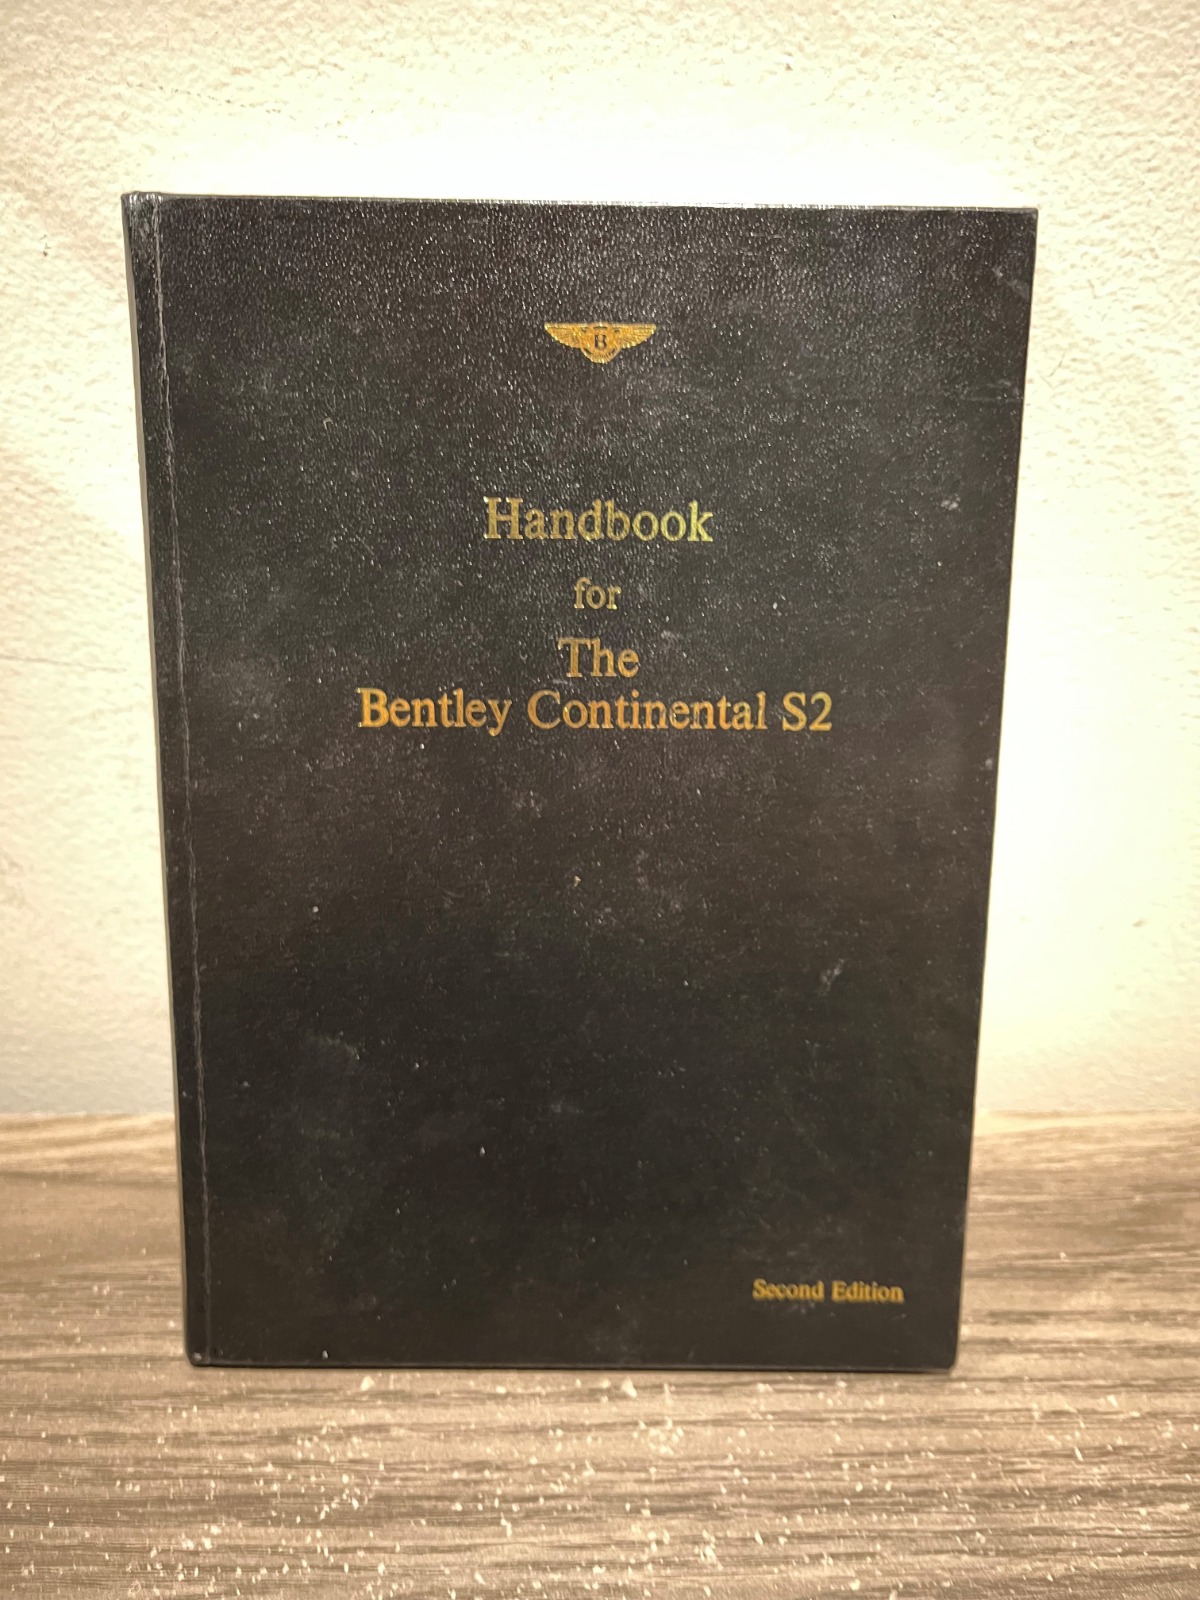 B
Handbook
for
The
Bentley Continental S2
Second Edition